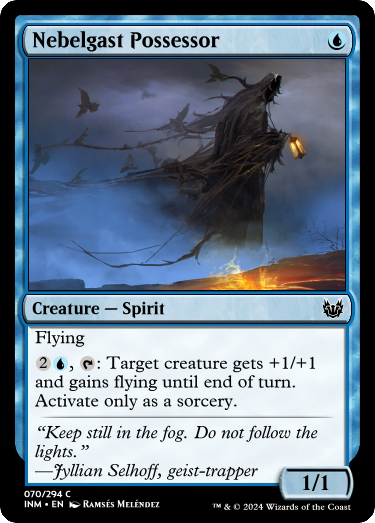 Nebelgast Possessor
Creature — Spirit
Flying
2, : Target creature gets +1/+1
and gains flying until end of turn.
Activate only as a sorcery.
“Keep still in the fog. Do not follow the
lights.”
—Jyllian Selhoff, geist-trapper
1/1
070/294 C
INM • EN Ramsés Meléndez
™ & © 2024 Wizards of the Coast